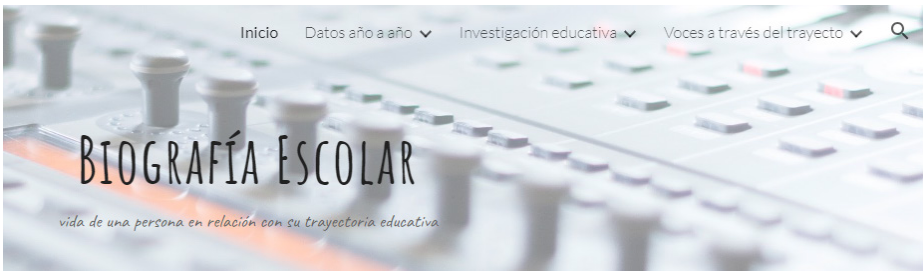 Inicio Datos año a año Investigación educativa Voces a través del trayecto
Biografía Escolar
vida de una persona en relación con su trayectoria educativa